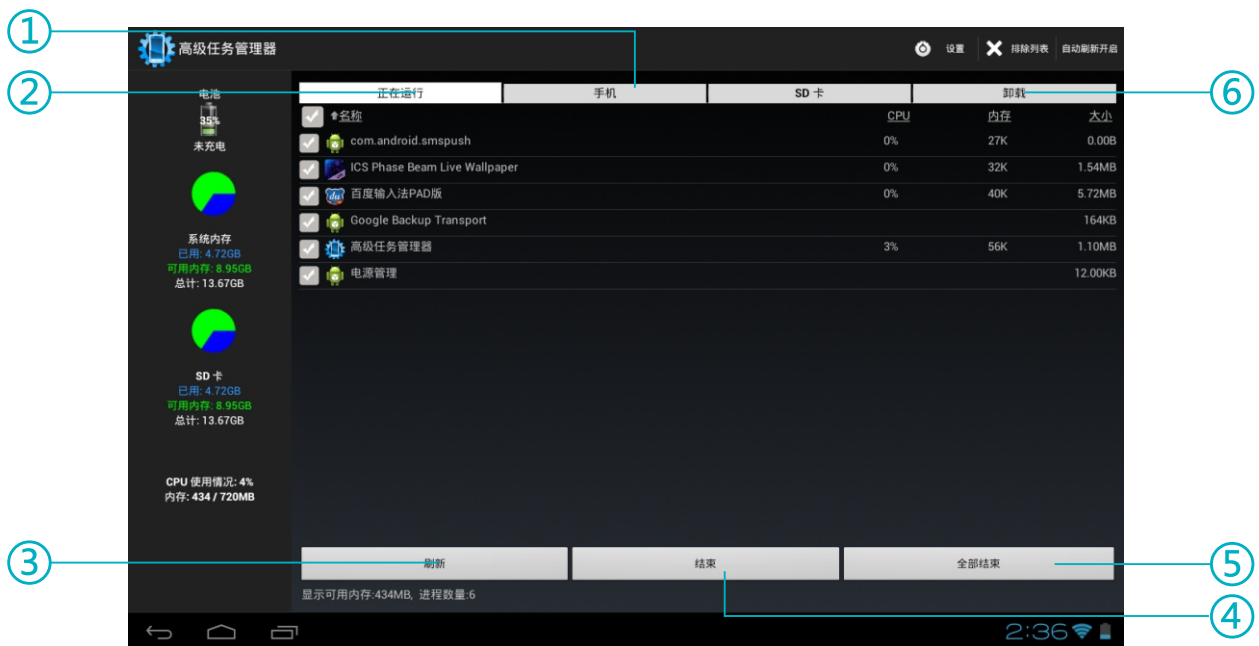 ①
高级任务管理器 设置 排除列表 自动刷新开启
②
电池
35%
未充电
系统内存
已用: 4.72GB
可用内存: 8.95GB
总计: 13.67GB
SD 卡
已用: 4.72GB
可用内存: 8.95GB
总计: 13.67GB
CPU 使用情况: 4%
内存: 434 / 720MB
正在运行 手机 SD 卡 卸载
⑥
名称 CPU 内存 大小
com.android.smspush 0% 27K 0.00B
ICS Phase Beam Live Wallpaper 0% 32K 1.54MB
du 百度输入法PAD版 0% 40K 5.72MB
Google Backup Transport 164KB
高级任务管理器 3% 56K 1.10MB
电源管理 12.00KB
③
刷新 结束 全部结束
⑤
显示可用内存:434MB, 进程数量:6
④
2:36